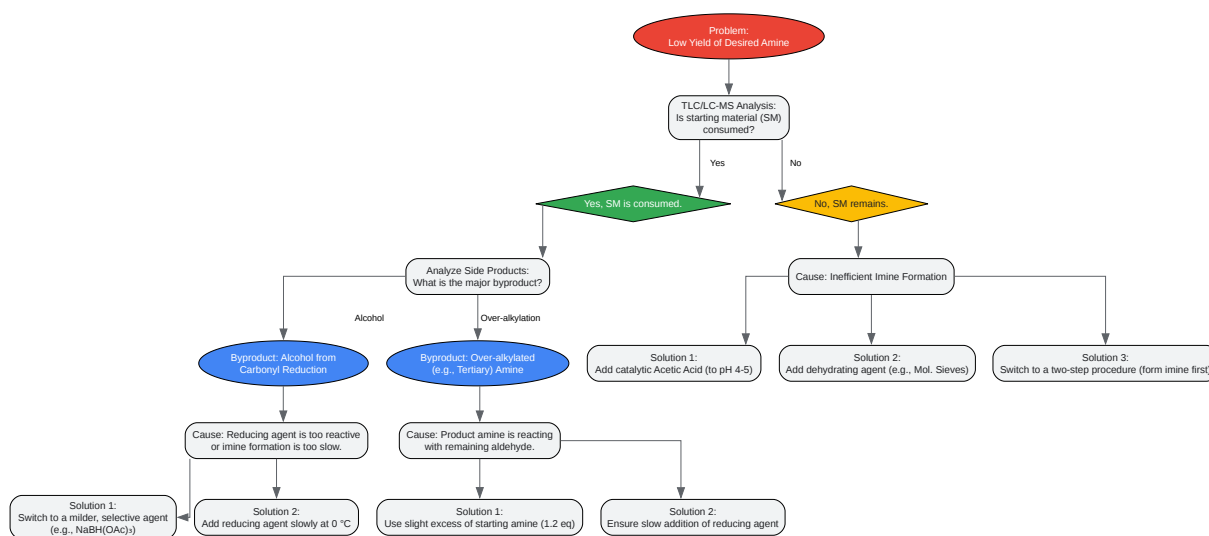 Problem:
Low Yield of Desired Amine
TLC/LC-MS Analysis:
Is starting material (SM)
consumed?
Yes
No
Yes, SM is consumed.
No, SM remains.
Analyze Side Products:
What is the major byproduct?
Cause: Inefficient Imine Formation
Alcohol
Over-alkylation
Byproduct: Alcohol from
Carbonyl Reduction
Byproduct: Over-alkylated
(e.g., Tertiary) Amine
Solution 1:
Add catalytic Acetic Acid (to pH 4-5)
Solution 2:
Add dehydrating agent (e.g., Mol. Sieves)
Solution 3:
Switch to a two-step procedure (form imine first)
Cause: Reducing agent is too reactive
or imine formation is too slow.
Cause: Product amine is reacting
with remaining aldehyde.
Solution 1:
Switch to a milder, selective agent
(e.g., NaBH(OAc)₃)
Solution 2:
Add reducing agent slowly at 0 °C
Solution 1:
Use slight excess of starting amine (1.2 eq)
Solution 2:
Ensure slow addition of reducing agent